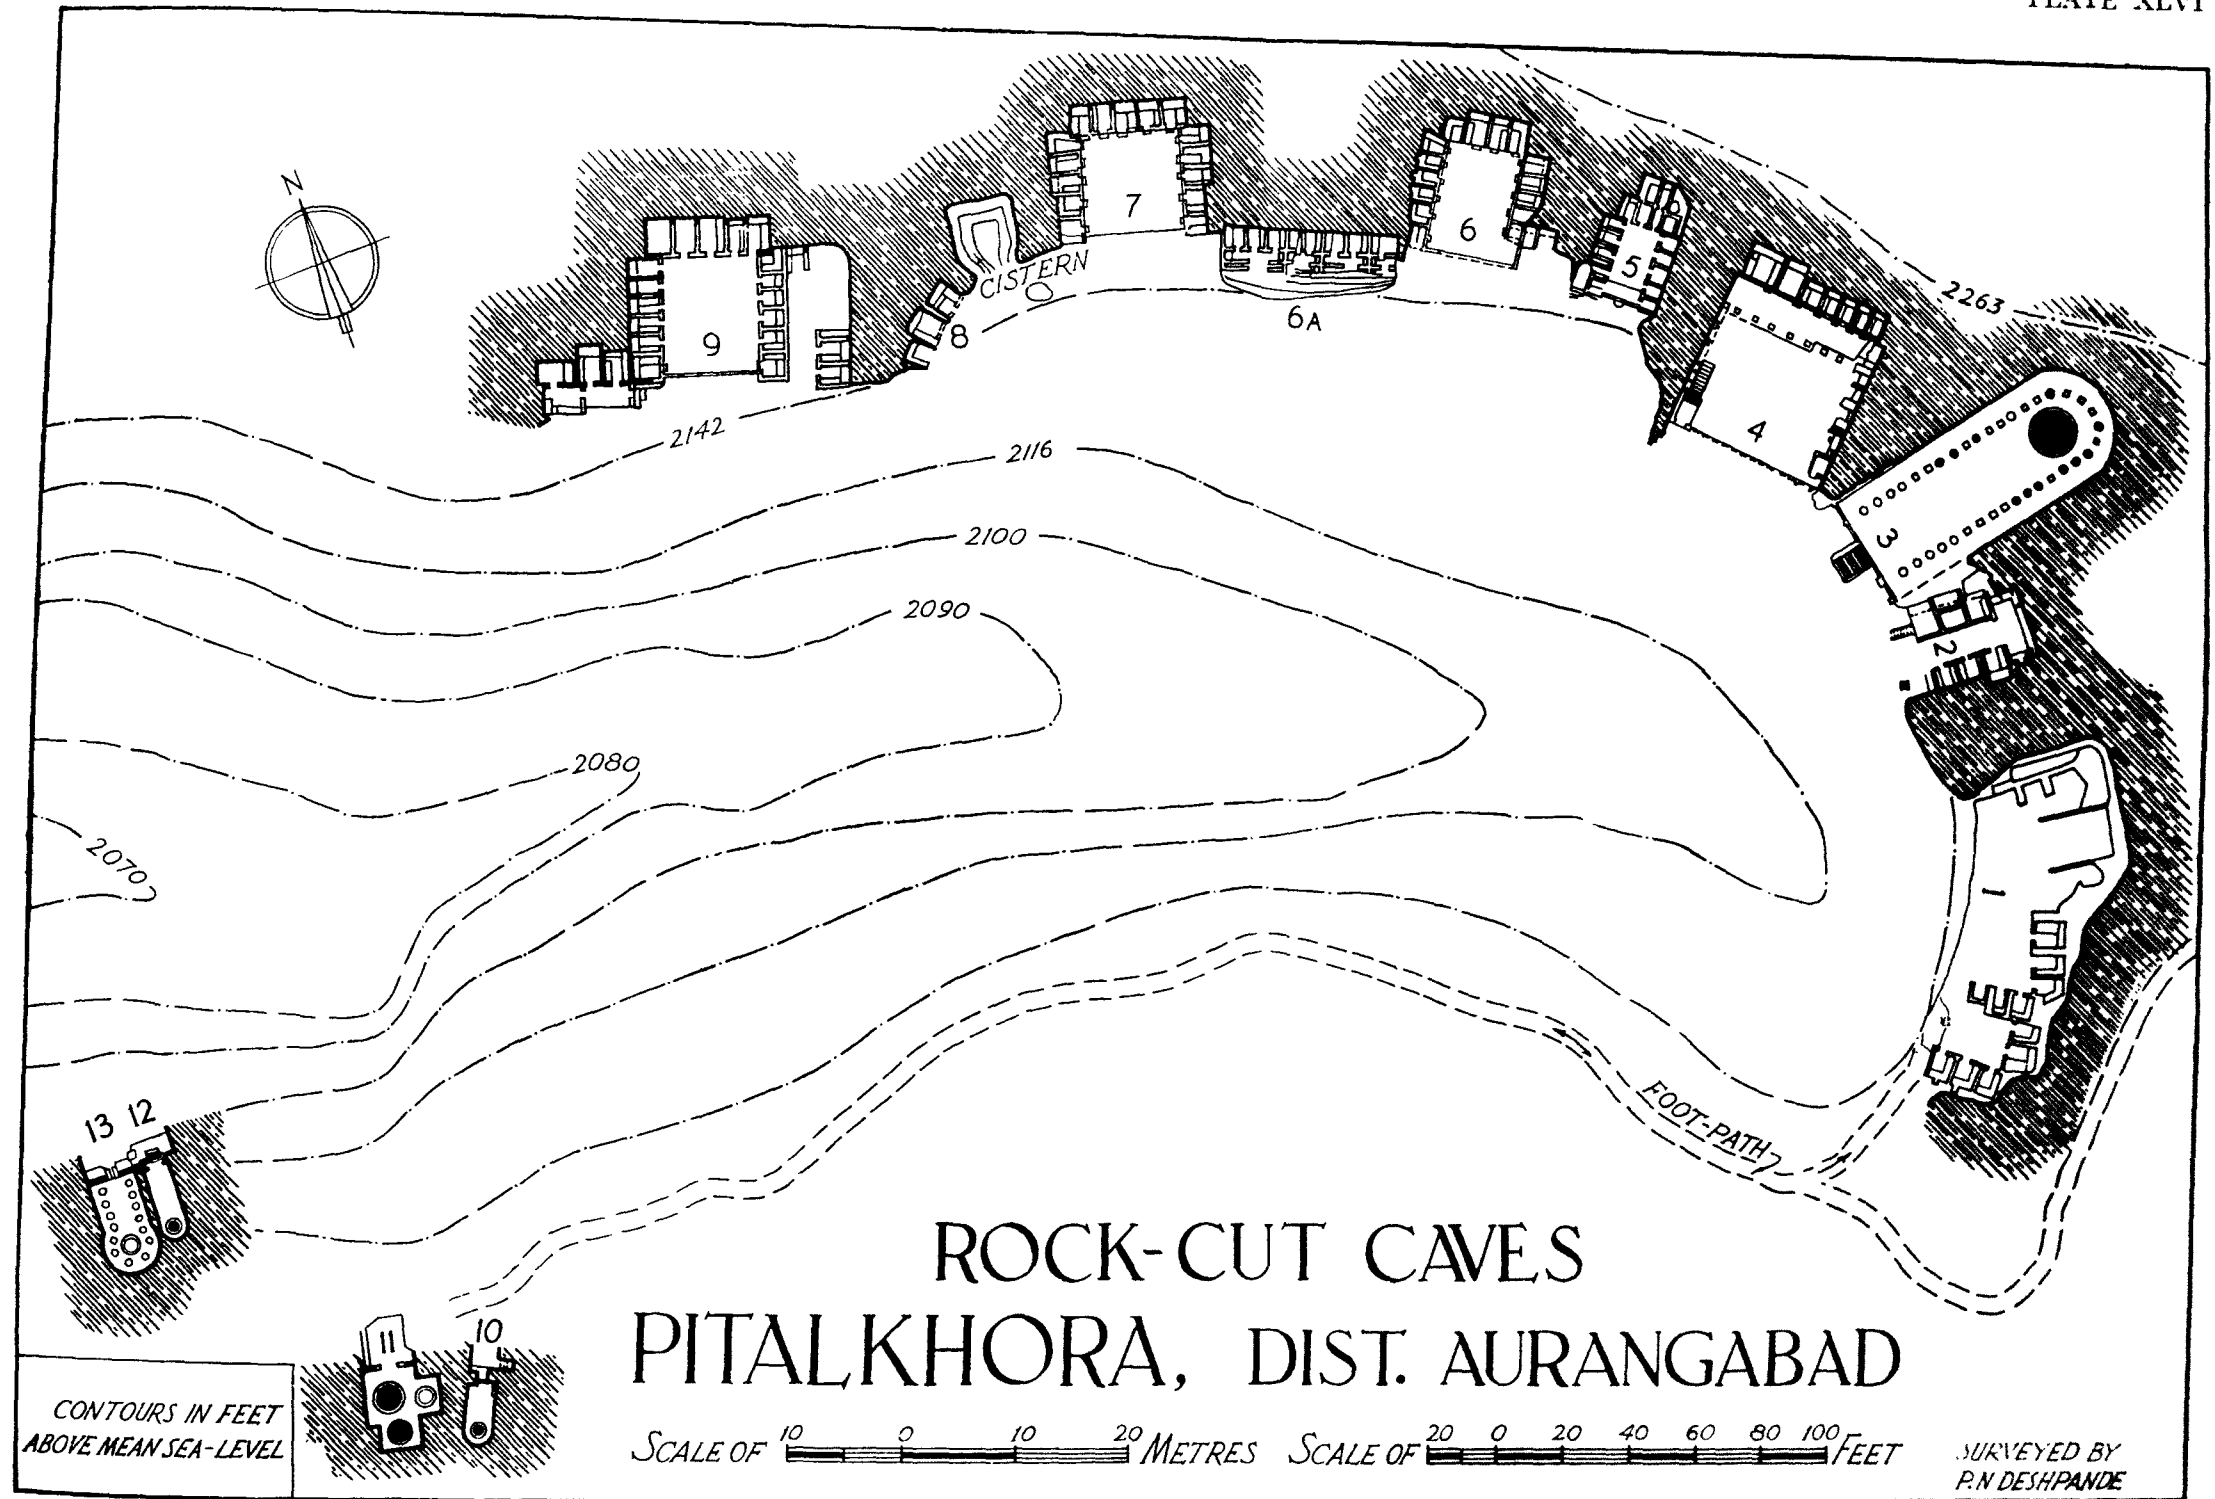 PLATE XLVI
N
7
6
5
2263
9
8
CISTERN
6A
4
3
2142
2116
2100
2090
2
2080
2070
1
FOOT-PATH
13
12
11
10
ROCK-CUT CAVES
PITALKHORA, DIST. AURANGABAD
CONTOURS IN FEET
ABOVE MEAN SEA-LEVEL
SCALE OF 10 0 10 20 METRES
SCALE OF 20 0 20 40 60 80 100 FEET
SURVEYED BY
P.N DESHPANDE